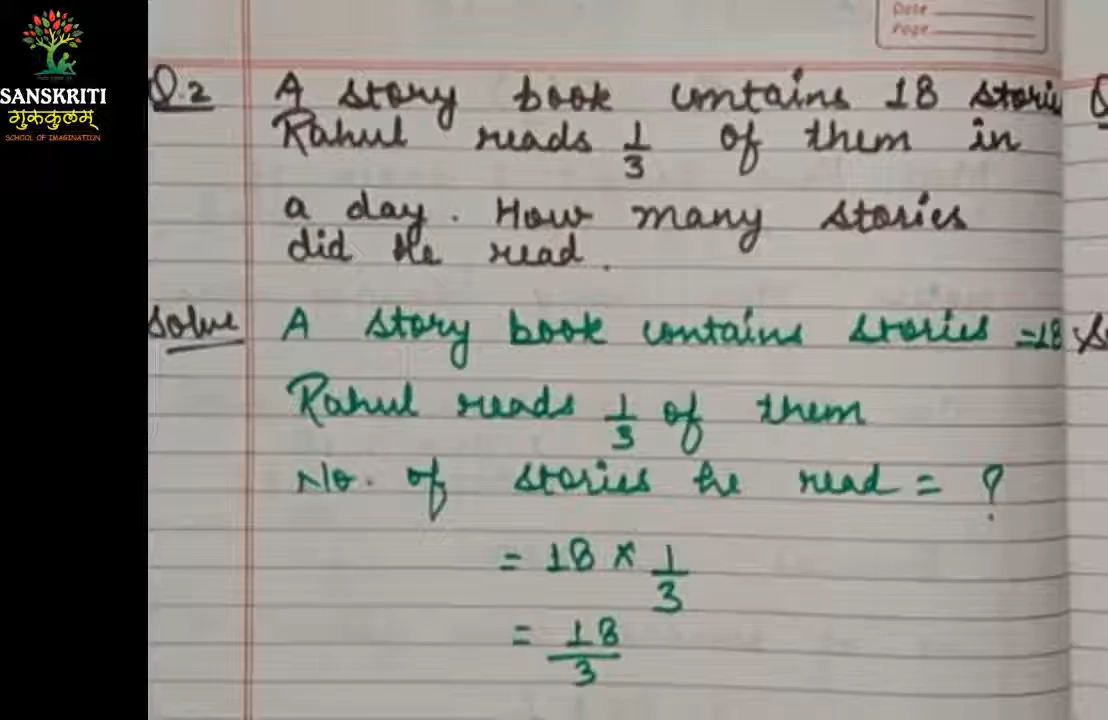 Date
Page
SANSKRITI
गुरुकुलम्
SCHOOL OF IMAGINATION
Q.2 A story book contains 18 storie
Rahul reads 1/3 of them in
a day. How many stories
did he read.
Solve A story book contains stories =18
Rahul reads 1/3 of them
No. of stories he read = ?
= 18 × 1/3
= 18/3